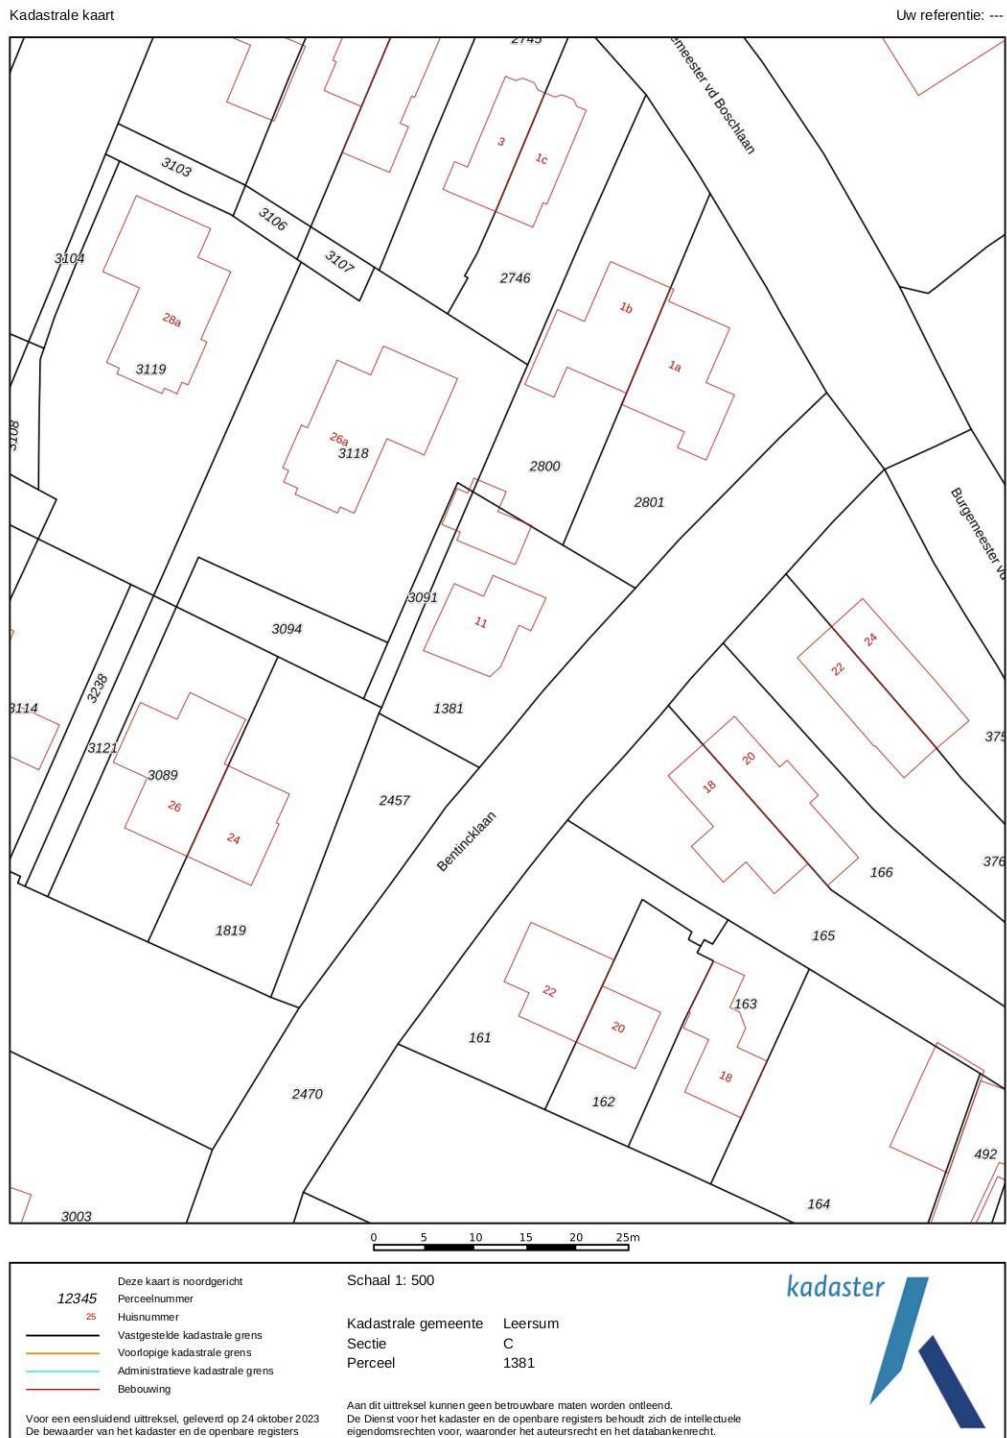 Kadastrale kaart
Uw referentie: ---
2745
emeester vd Boschlaan
3
1c
3103
3106
3107
3104
2746
28a
3119
1b
1a
26a
3118
3108
2800
2801
Burgemeester vd
3091
11
3094
24
22
3238
1381
3114
375
3121
3089
26
24
2457
20
18
Bentincklaan
376
166
1819
165
22
20
163
161
18
2470
162
492
164
3003
0 5 10 15 20 25m
Deze kaart is noordgericht
12345 Perceelnummer
25 Huisnummer
Vastgestelde kadastrale grens
Voorlopige kadastrale grens
Administratieve kadastrale grens
Bebouwing
Voor een eensluidend uittreksel, geleverd op 24 oktober 2023
De bewaarder van het kadaster en de openbare registers
Schaal 1: 500
Kadastrale gemeente Leersum
Sectie C
Perceel 1381
Aan dit uittreksel kunnen geen betrouwbare maten worden ontleend.
De Dienst voor het kadaster en de openbare registers behoudt zich de intellectuele
eigendomsrechten voor, waaronder het auteursrecht en het databankenrecht.
kadaster